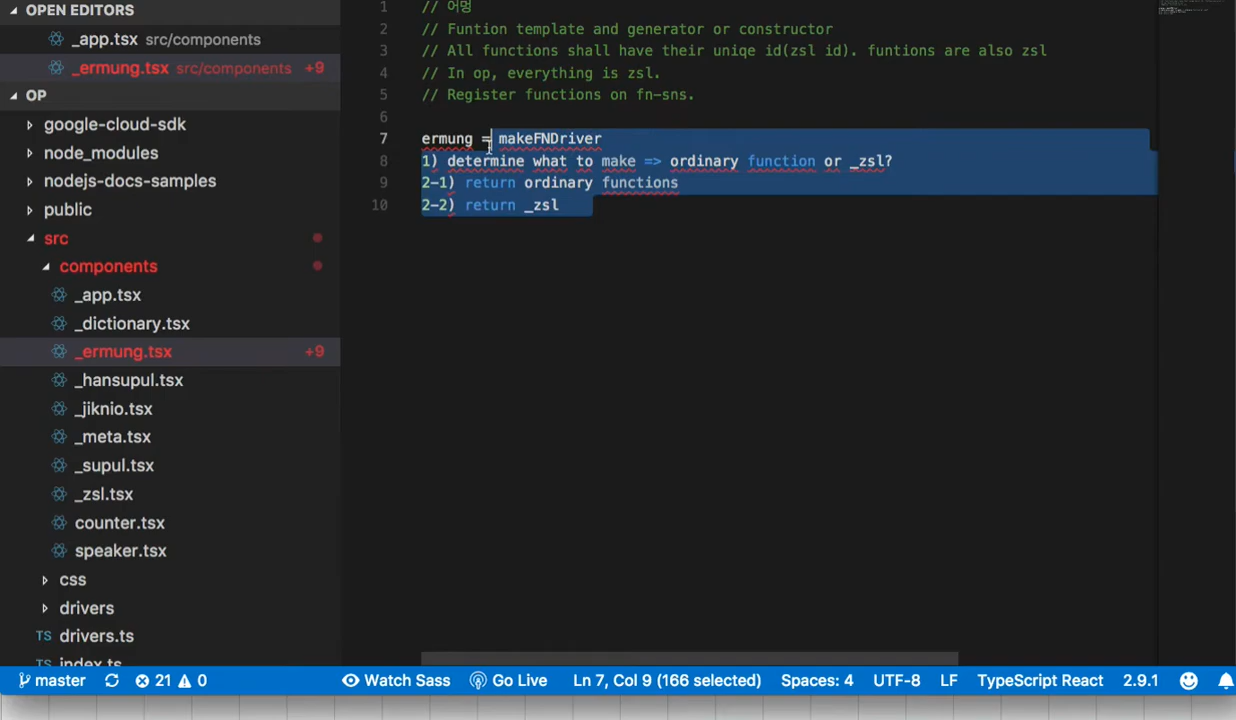 OPEN EDITORS
_app.tsx src/components
_ermung.tsx src/components +9
OP
google-cloud-sdk
node_modules
nodejs-docs-samples
public
src
components
_app.tsx
_dictionary.tsx
_ermung.tsx +9
_hansupul.tsx
_jiknio.tsx
_meta.tsx
_supul.tsx
_zsl.tsx
counter.tsx
speaker.tsx
css
drivers
TS drivers.ts
TS index.ts
1 // 어멍
2 // Funtion template and generator or constructor
3 // All functions shall have their uniqe id(zsl id). funtions are also zsl
4 // In op, everything is zsl.
5 // Register functions on fn-sns.
6
7 ermung = makeFNDriver
8 1) determine what to make => ordinary function or _zsl?
9 2-1) return ordinary functions
10 2-2) return _zsl
master 21 0 Watch Sass Go Live Ln 7, Col 9 (166 selected) Spaces: 4 UTF-8 LF TypeScript React 2.9.1